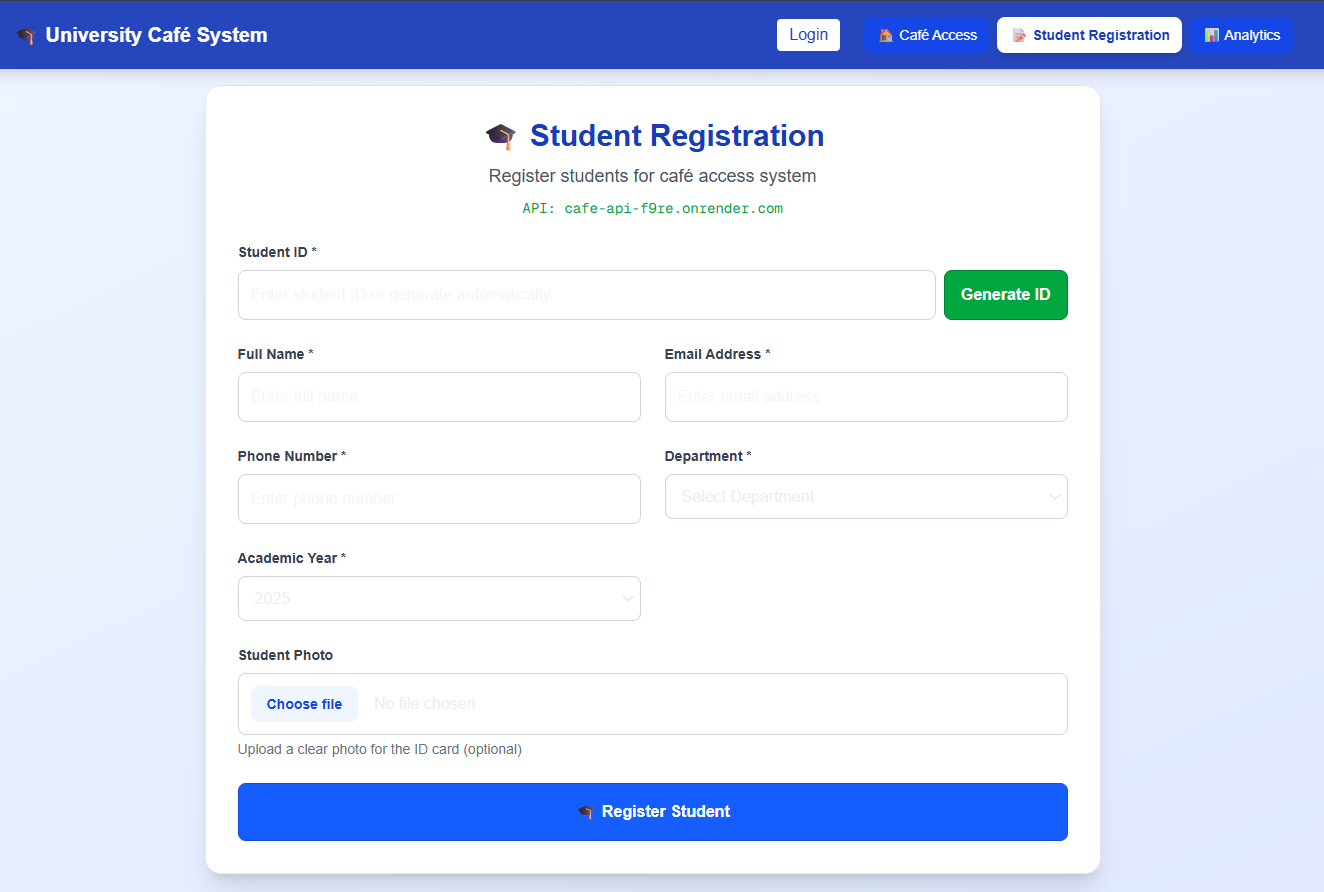 🎓 University Café System
Login
🏠 Café Access
📝 Student Registration
📊 Analytics
🎓 Student Registration
Register students for café access system
API: cafe-api-f9re.onrender.com
Student ID *
Enter student ID or generate automatically
Generate ID
Full Name *
Email Address *
Enter full name
Enter email address
Phone Number *
Department *
Enter phone number
Select Department
Academic Year *
2025
Student Photo
Choose file No file chosen
Upload a clear photo for the ID card (optional)
🎓 Register Student